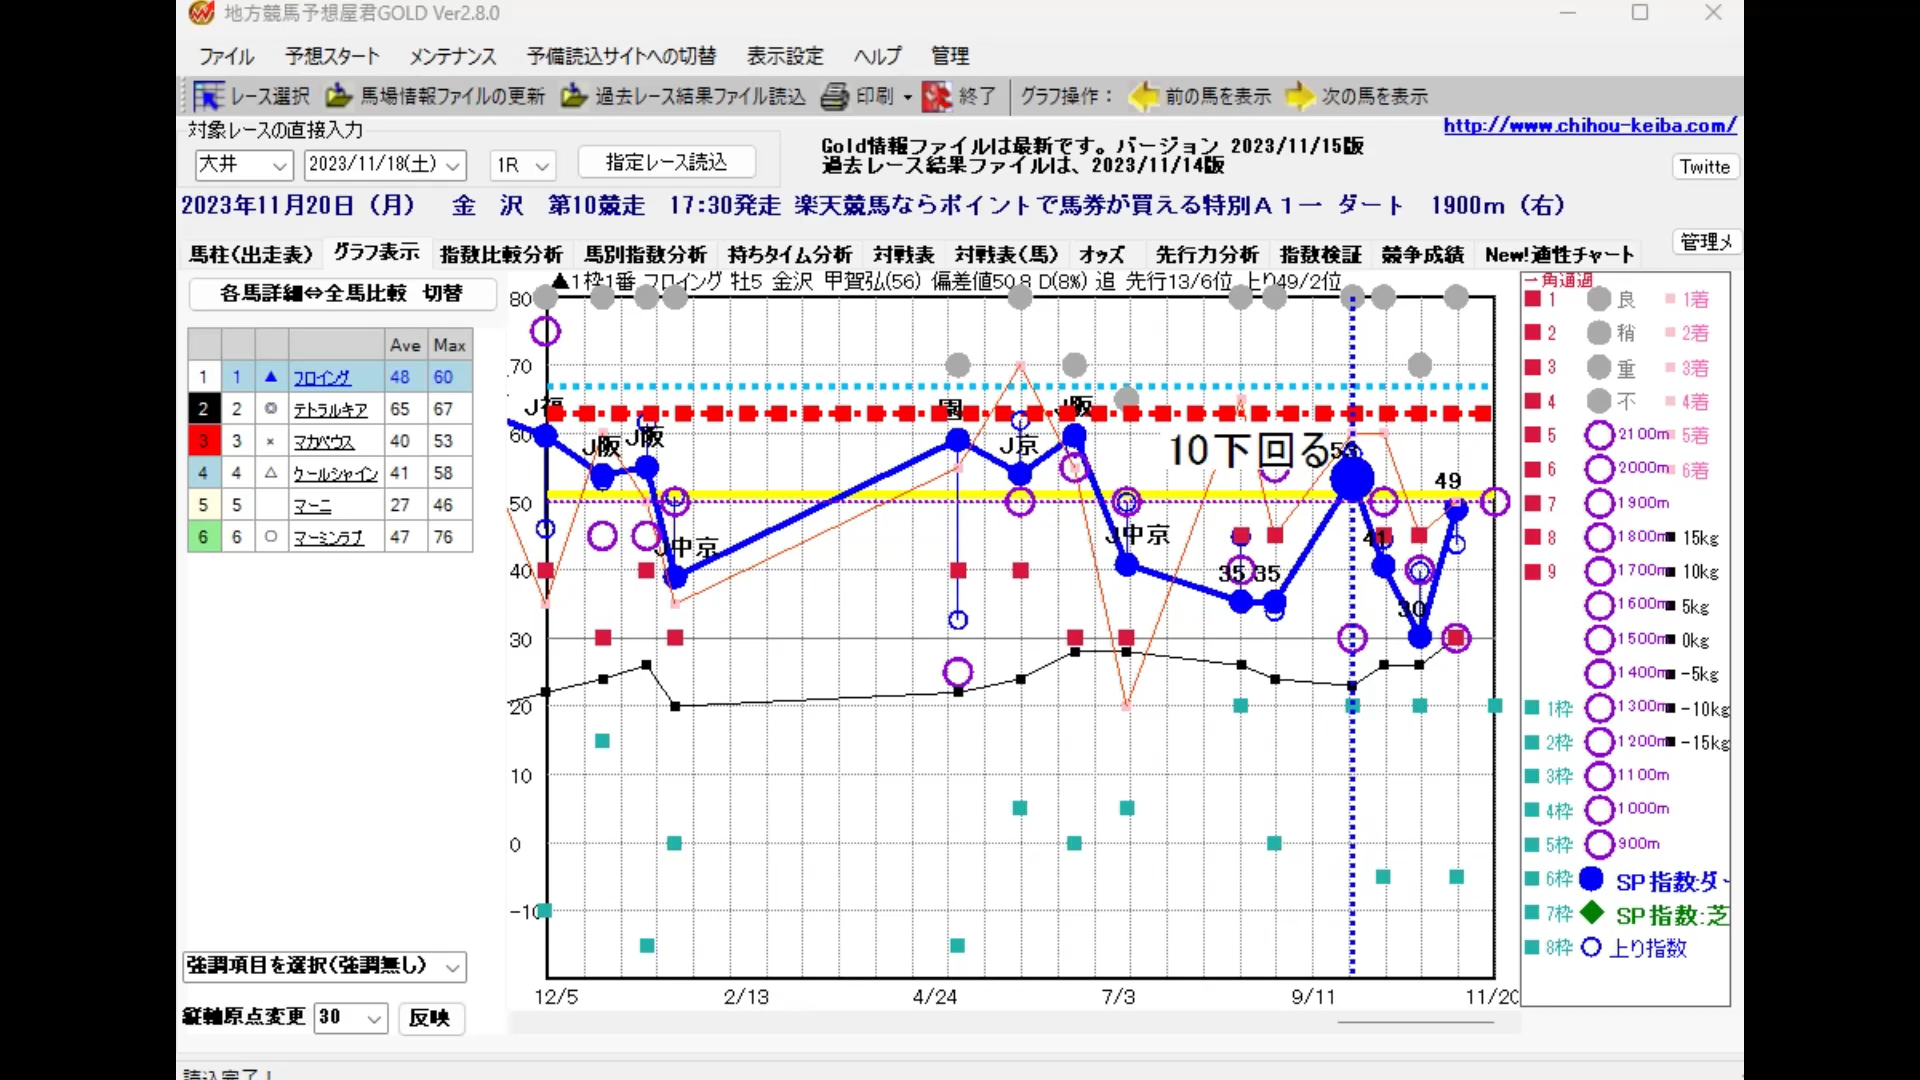 地方競馬予想屋君GOLD Ver2.8.0
ファイル 予想スタート メンテナンス 予備読込サイトへの切替 表示設定 ヘルプ 管理
レース選択 馬場情報ファイルの更新 過去レース結果ファイル読込 印刷 終了 グラフ操作： 前の馬を表示 次の馬を表示
対象レースの直接入力
http://www.chihou-keiba.com/
大井 2023/11/18(土) 1R 指定レース読込
Gold情報ファイルは最新です。バージョン 2023/11/15版
過去レース結果ファイルは、2023/11/14版
Twitte
2023年11月20日（月） 金 沢 第10競走 17:30発走 楽天競馬ならポイントで馬券が買える特別Ａ１一 ダート 1900m（右）
管理メ
馬柱(出走表) グラフ表示 指数比較分析 馬別指数分析 持ちタイム分析 対戦表 対戦表(馬) オッズ 先行力分析 指数検証 競争成績 New!適性チャート
各馬詳細⇔全馬比較 切替
▲1枠1番 フロイング 牡5 金沢 甲賀弘(56) 偏差値50.8 D(8%) 追 先行13/6位 上り49/2位
Ave Max
1 1 ▲ フロイング 48 60
2 2 ◎ テトラルキア 65 67
3 3 × マカベウス 40 53
4 4 △ クールシャイン 41 58
5 5 マーニ 27 46
6 6 ○ マーミンラブ 47 76
80
70
60
50
40
30
20
10
0
-10
J福
J阪
J阪
J中京
園
J京
J阪
J中京
10下回る
53
49
41
35
35
30
12/5 2/13 4/24 7/3 9/11 11/20
一角通過
1 良 1着
2 稍 2着
3 重 3着
4 不 4着
5 2100m 5着
6 2000m 6着
7 1900m
8 1800m 15kg
9 1700m 10kg
1600m 5kg
1500m 0kg
1400m -5kg
1枠 1300m -10kg
2枠 1200m -15kg
3枠 1100m
4枠 1000m
5枠 900m
6枠 SP指数:ダ
7枠 SP指数:芝
8枠 上り指数
強調項目を選択(強調無し)
縦軸原点変更 30 反映
読込完了！